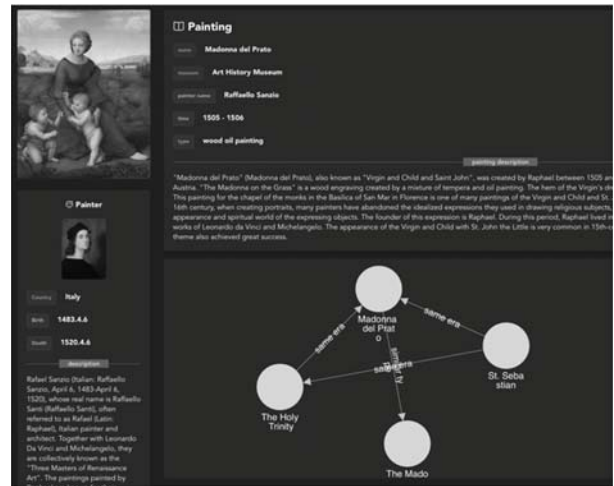 Painting
name Madonna del Prato
museum Art History Museum
painter name Raffaello Sanzio
time 1505 - 1506
type wood oil painting
painting description
"Madonna del Prato" (Madonna del Prato), also known as "Virgin and Child and Saint John", was created by Raphael between 1505 an
Austria. "The Madonna on the Grass" is a wood engraving created by a mixture of tempera and oil painting. The hem of the Virgin's dre
This painting for the chapel of the monks in the Basilica of San Mar in Florence is one of many paintings of the Virgin and Child and St. J
16th century, when creating portraits, many painters have abandoned the idealized expressions they used in drawing religious subjects,
appearance and spiritual world of the expressing objects. The founder of this expression is Raphael. During this period, Raphael lived
works of Leonardo da Vinci and Michelangelo. The appearance of the Virgin and Child with St. John the Little is very common in 15th-c
theme also achieved great success.
Painter
Country Italy
Birth 1483.4.6
Death 1520.4.6
description
Rafael Sanzio (Italian: Raffaello
Sanzio, April 6, 1483-April 6,
1520), whose real name is Raffaello
Santi (Raffaello Santi), often
referred to as Rafael (Latin:
Raphael), Italian painter and
architect. Together with Leonardo
Da Vinci and Michelangelo, they
are collectively known as the
"Three Masters of Renaissance
Art". The paintings painted by
Madonna
del Prat
o
same era
same era
same era
St. Seba
stian
The Holy
Trinity
The Mado